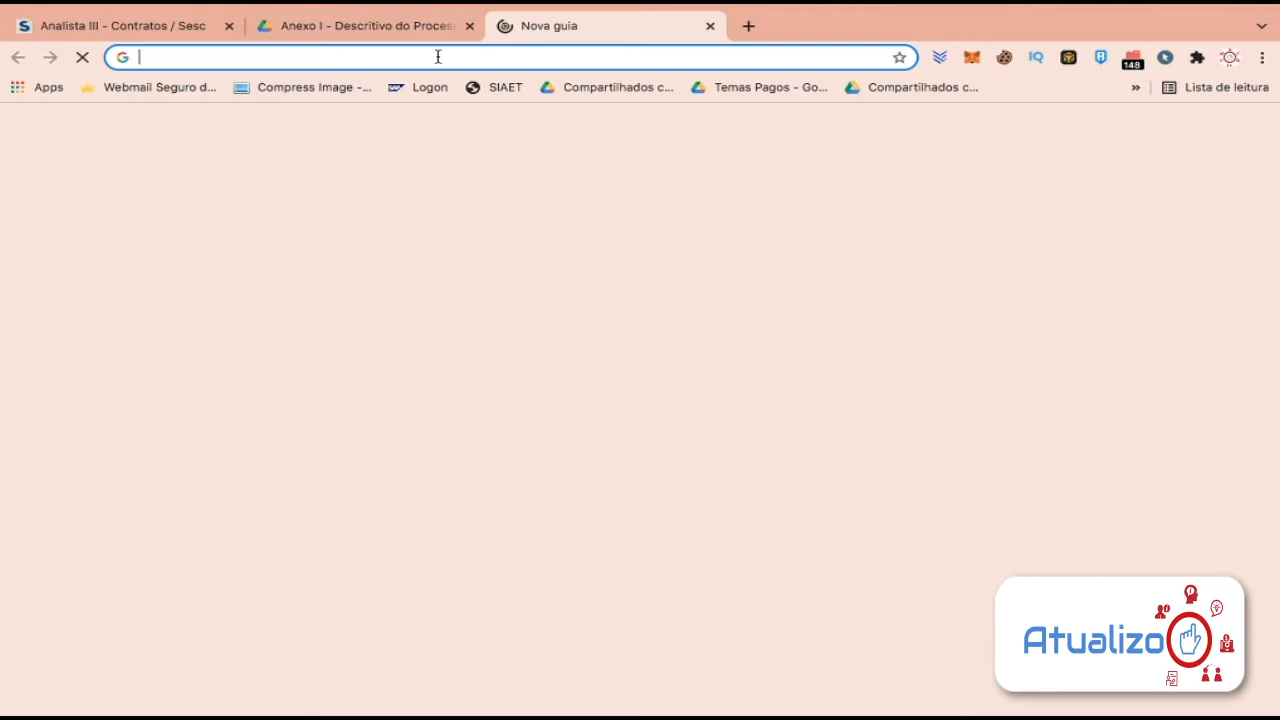 Analista III - Contratos / Sesc
Anexo I - Descritivo do Process
Nova guia
148
Apps
Webmail Seguro d...
Compress Image -...
Logon
SIAET
Compartilhados c...
Temas Pagos - Go...
Compartilhados c...
Lista de leitura
Atualizo